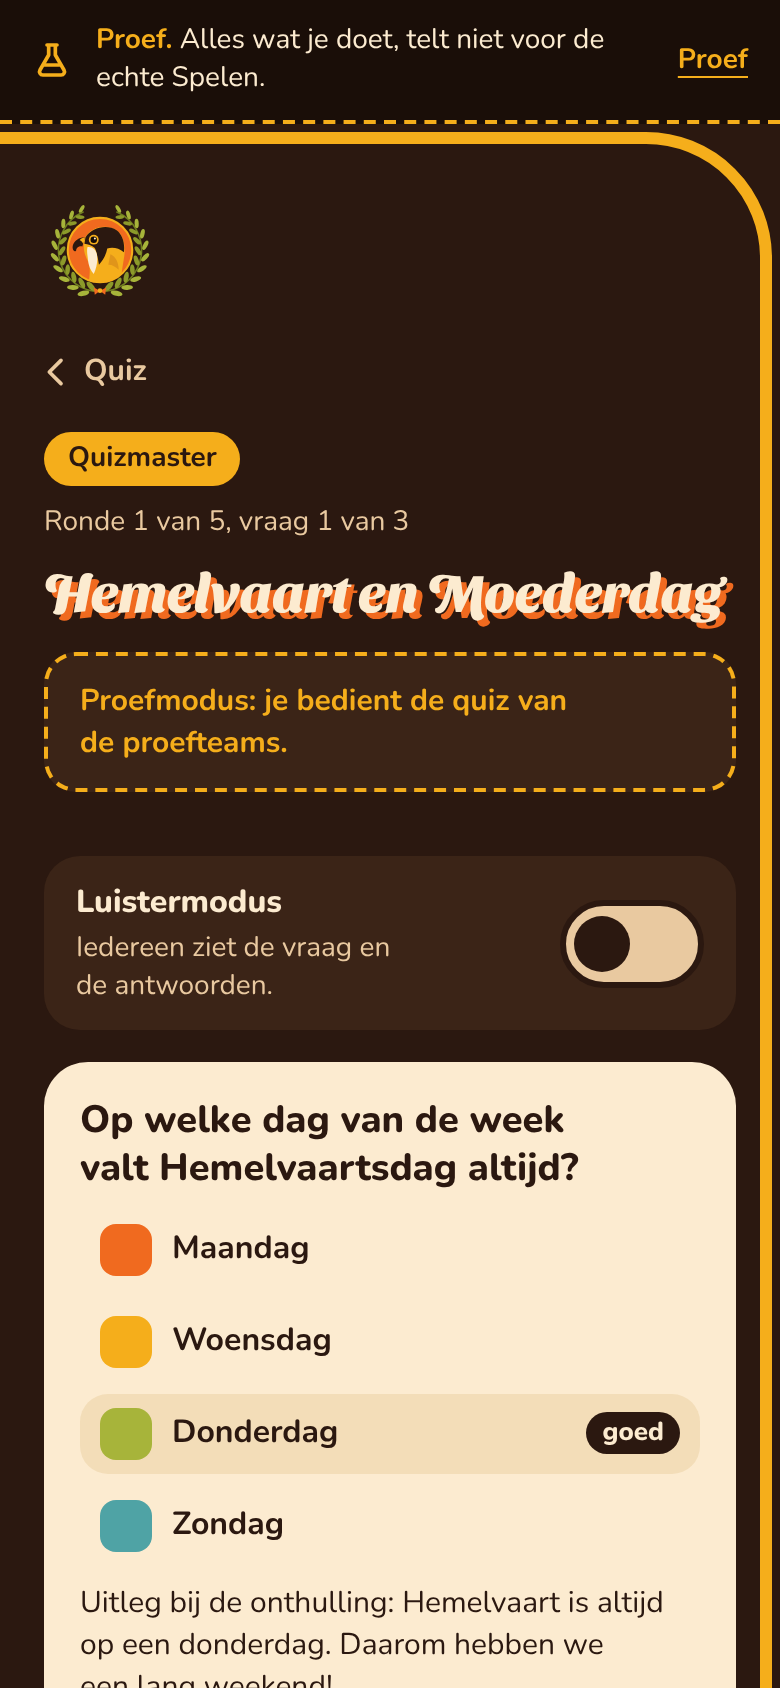 Proef. Alles wat je doet, telt niet voor de
echte Spelen.
Proef
Quiz
Quizmaster
Ronde 1 van 5, vraag 1 van 3
Hemelvaart en Moederdag
Proefmodus: je bedient de quiz van
de proefteams.
Luistermodus
Iedereen ziet de vraag en
de antwoorden.
Op welke dag van de week
valt Hemelvaartsdag altijd?
Maandag
Woensdag
Donderdag
goed
Zondag
Uitleg bij de onthulling: Hemelvaart is altijd
op een donderdag. Daarom hebben we
een lang weekend!